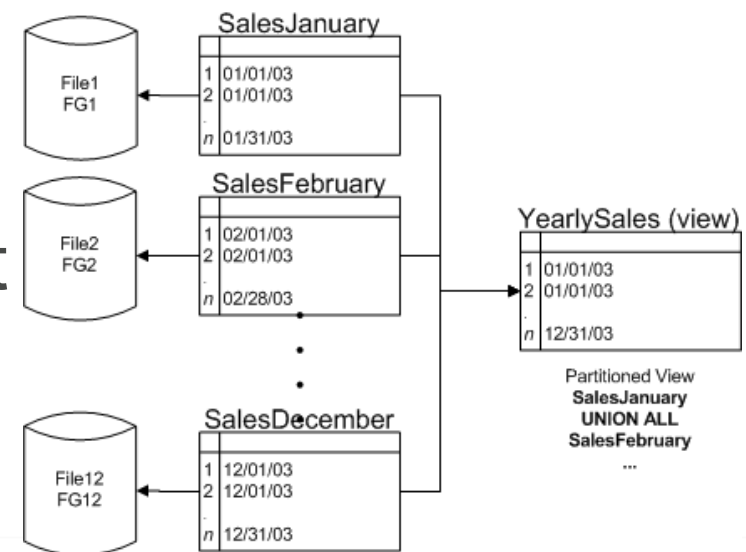 SalesJanuary
1 01/01/03
2 01/01/03
.
n 01/31/03
File1
FG1
SalesFebruary
1 02/01/03
2 02/01/03
.
n 02/28/03
File2
FG2
SalesDecember
1 12/01/03
2 12/01/03
.
n 12/31/03
File12
FG12
YearlySales (view)
1 01/01/03
2 01/01/03
.
n 12/31/03
Partitioned View
SalesJanuary
UNION ALL
SalesFebruary
...